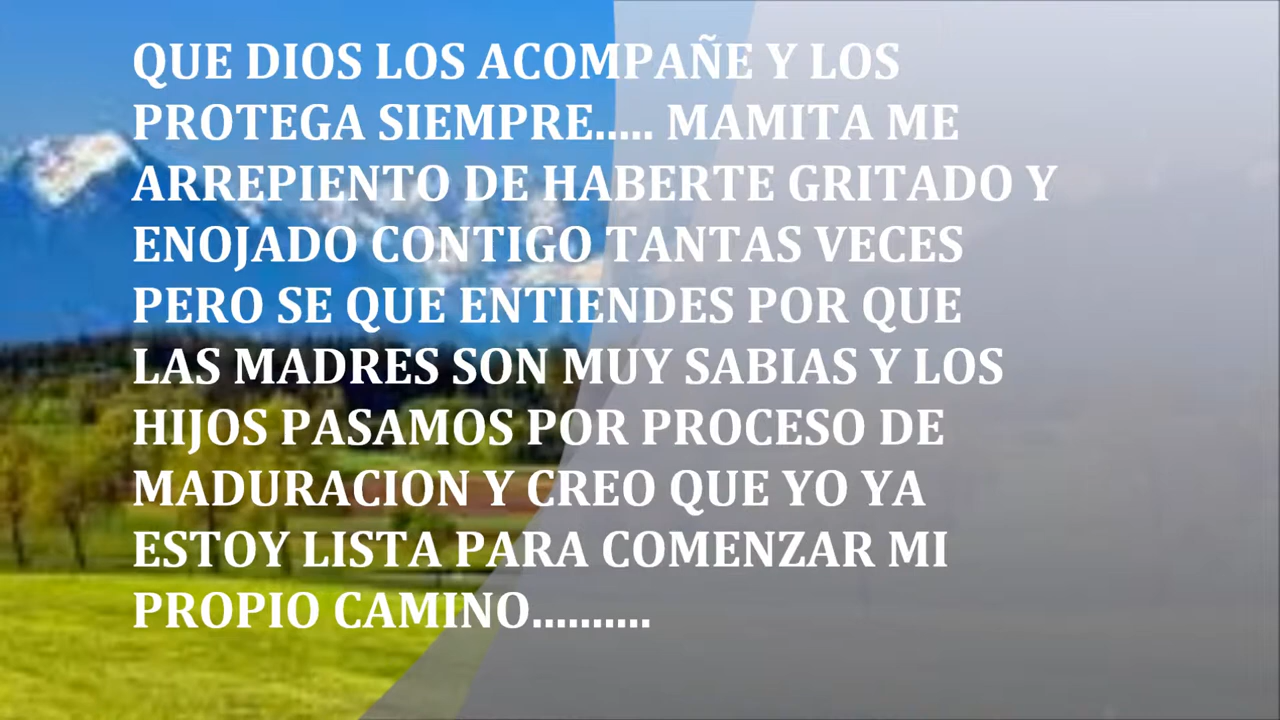 QUE DIOS LOS ACOMPAÑE Y LOS
PROTEGA SIEMPRE..... MAMITA ME
ARREPIENTO DE HABERTE GRITADO Y
ENOJADO CONTIGO TANTAS VECES
PERO SE QUE ENTIENDES POR QUE
LAS MADRES SON MUY SABIAS Y LOS
HIJOS PASAMOS POR PROCESO DE
MADURACION Y CREO QUE YO YA
ESTOY LISTA PARA COMENZAR MI
PROPIO CAMINO..........